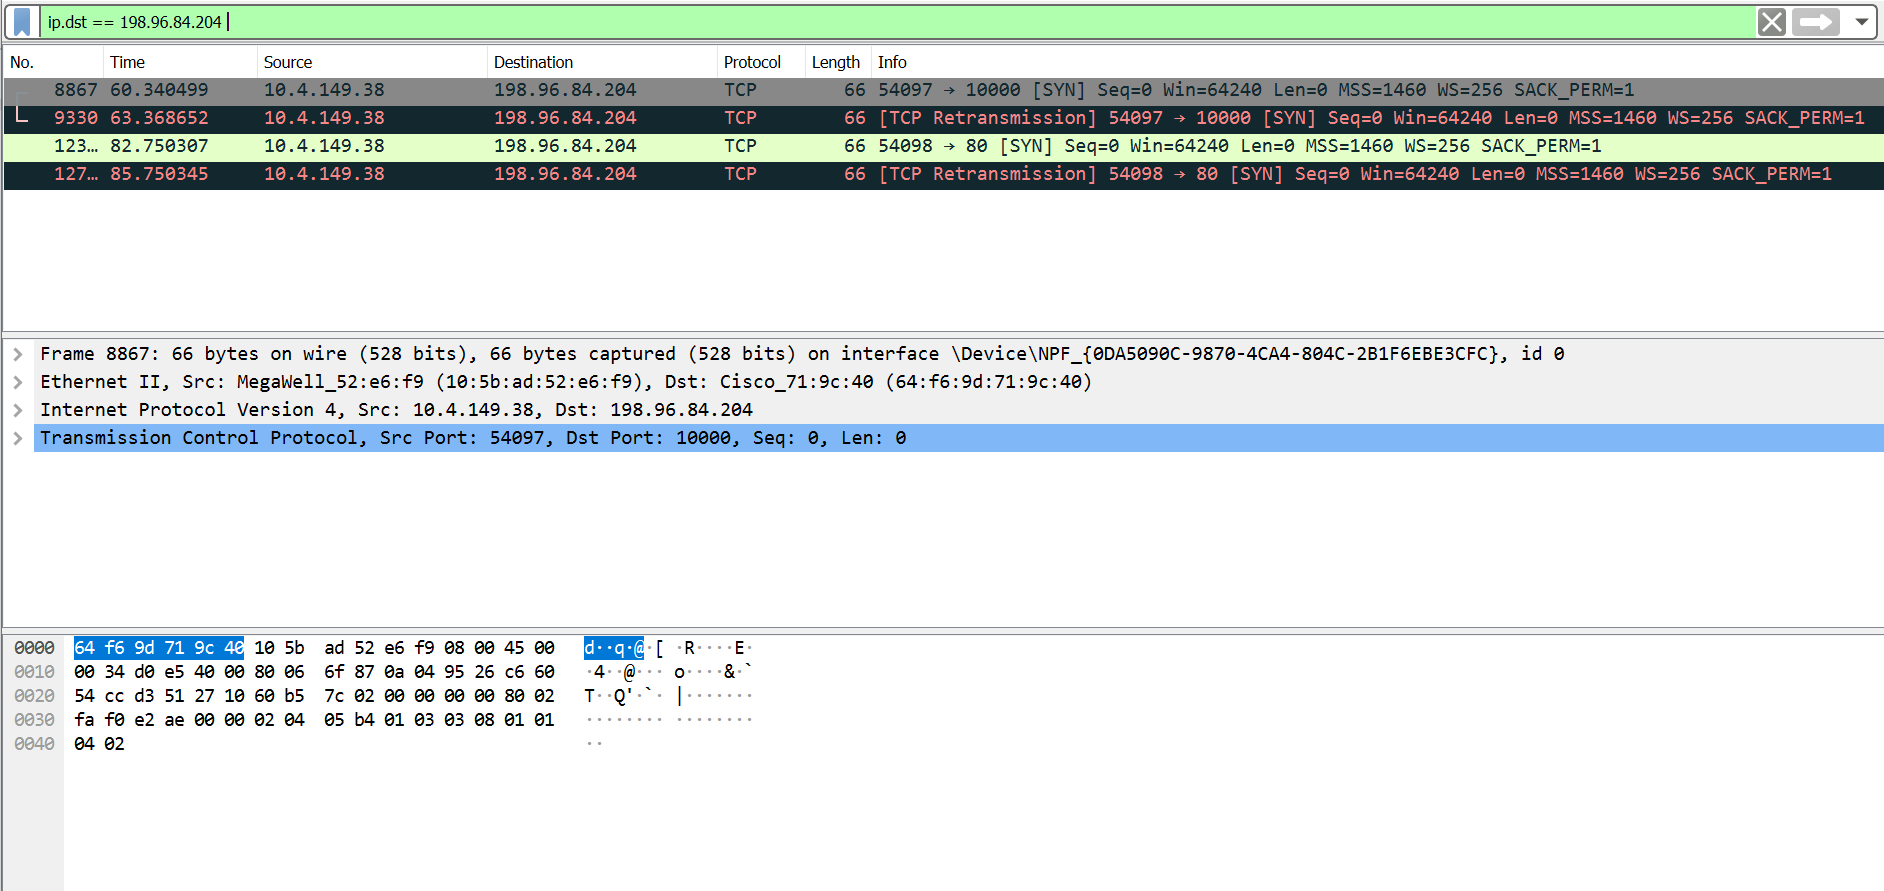 ip.dst == 198.96.84.204
No. Time Source Destination Protocol Length Info
8867 60.340499 10.4.149.38 198.96.84.204 TCP 66 54097 → 10000 [SYN] Seq=0 Win=64240 Len=0 MSS=1460 WS=256 SACK_PERM=1
9330 63.368652 10.4.149.38 198.96.84.204 TCP 66 [TCP Retransmission] 54097 → 10000 [SYN] Seq=0 Win=64240 Len=0 MSS=1460 WS=256 SACK_PERM=1
123… 82.750307 10.4.149.38 198.96.84.204 TCP 66 54098 → 80 [SYN] Seq=0 Win=64240 Len=0 MSS=1460 WS=256 SACK_PERM=1
127… 85.750345 10.4.149.38 198.96.84.204 TCP 66 [TCP Retransmission] 54098 → 80 [SYN] Seq=0 Win=64240 Len=0 MSS=1460 WS=256 SACK_PERM=1
Frame 8867: 66 bytes on wire (528 bits), 66 bytes captured (528 bits) on interface \Device\NPF_{0DA5090C-9870-4CA4-804C-2B1F6EBE3CFC}, id 0
Ethernet II, Src: MegaWell_52:e6:f9 (10:5b:ad:52:e6:f9), Dst: Cisco_71:9c:40 (64:f6:9d:71:9c:40)
Internet Protocol Version 4, Src: 10.4.149.38, Dst: 198.96.84.204
Transmission Control Protocol, Src Port: 54097, Dst Port: 10000, Seq: 0, Len: 0
0000 64 f6 9d 71 9c 40 10 5b ad 52 e6 f9 08 00 45 00 d··q·@·[ ·R····E·
0010 00 34 d0 e5 40 00 80 06 6f 87 0a 04 95 26 c6 60 ·4··@··· o····&·`
0020 54 cc d3 51 27 10 60 b5 7c 02 00 00 00 00 80 02 T··Q'·`· |·······
0030 fa f0 e2 ae 00 00 02 04 05 b4 01 03 03 08 01 01 ········ ········
0040 04 02 ··